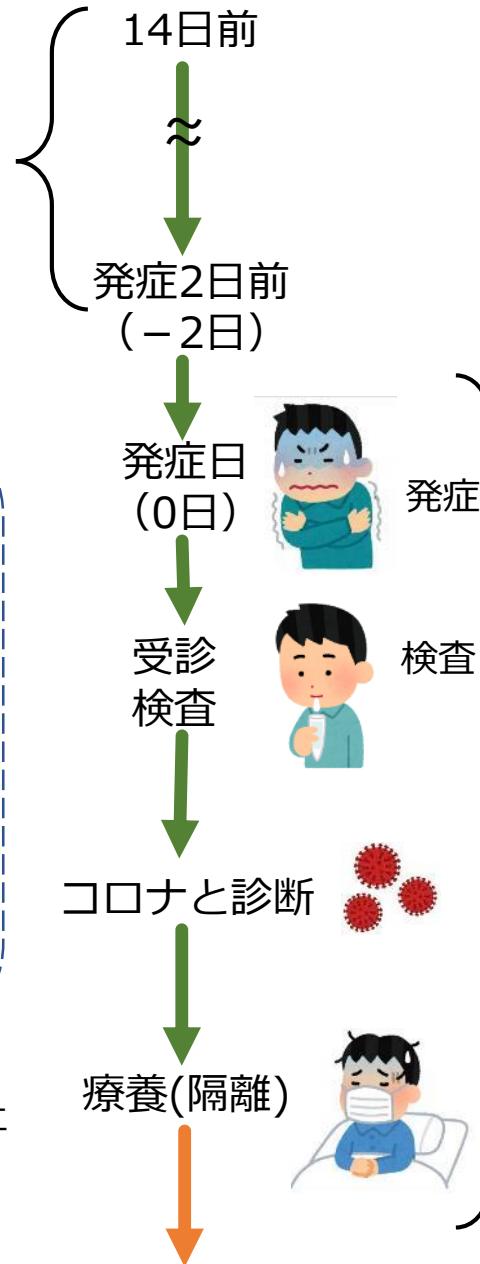 14日前
発症2日前
（－2日）
発症日
（0日）
発症
受診
検査
検査
コロナと診断
療養(隔離)